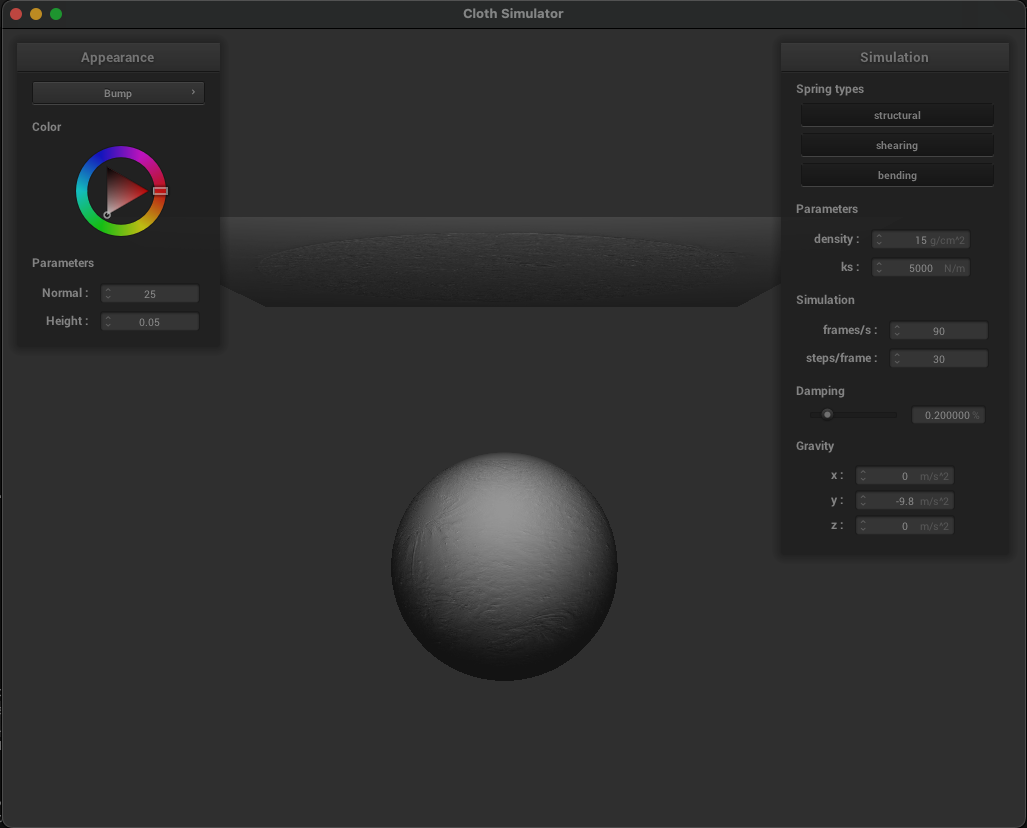 Cloth Simulator
Appearance
Bump
Color
Parameters
Normal : 25
Height : 0.05
Simulation
Spring types
structural
shearing
bending
Parameters
density : 15 g/cm^2
ks : 5000 N/m
Simulation
frames/s : 90
steps/frame : 30
Damping
0.200000 %
Gravity
x : 0 m/s^2
y : -9.8 m/s^2
z : 0 m/s^2